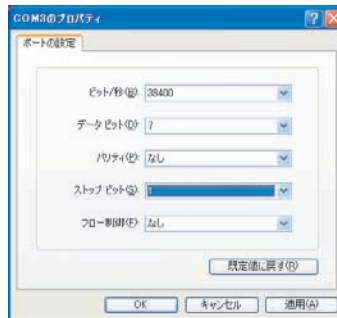 COM3のプロパティ
ポートの設定
ビット/秒(B): 38400
データ ビット(D): 7
パリティ(P): なし
ストップ ビット(S): 1
フロー制御(F): なし
既定値に戻す(R)
OK キャンセル 適用(A)